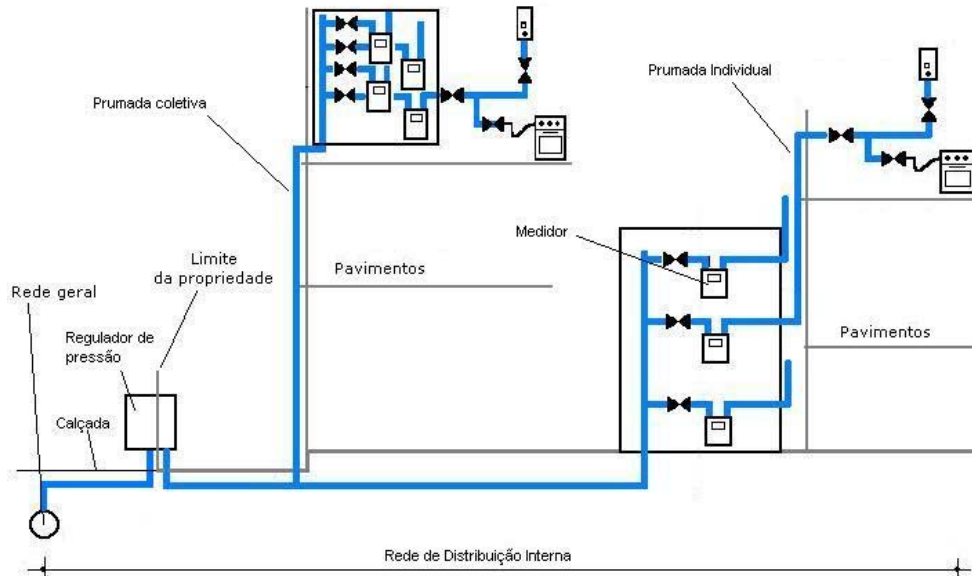 Prumada coletiva
Prumada Individual
Medidor
Limite
da propriedade
Pavimentos
Rede geral
Regulador de
pressão
Pavimentos
Calçada
Rede de Distribuição Interna